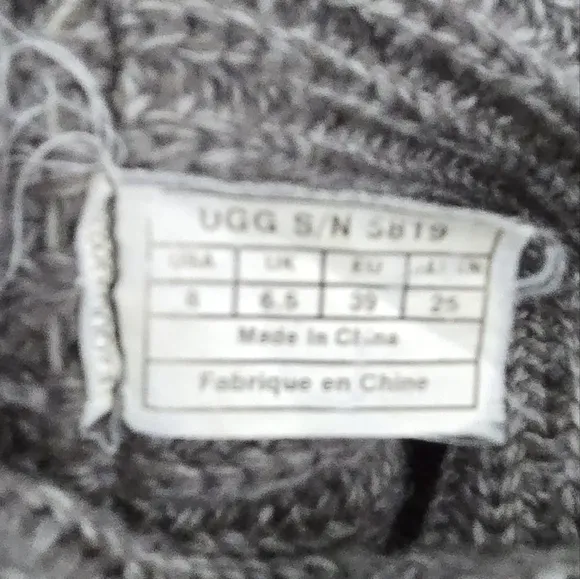 UGG S/N 5819
USA UK EU JAPAN
8 6.5 39 25
Made In China
Fabrique en Chine